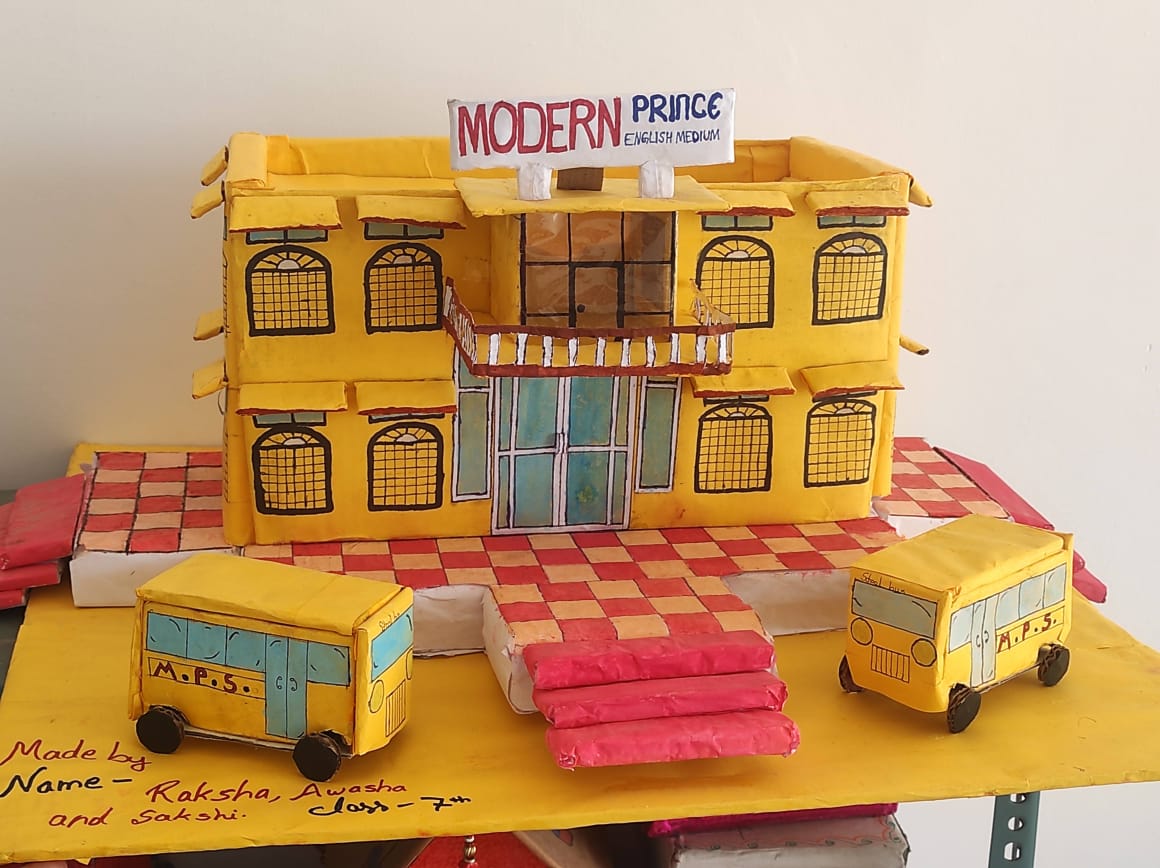 MODERN PRINCE
ENGLISH MEDIUM
M.P.S.
M.P.S.
Made by
Name - Raksha, Awasha
and Sakshi. Class - 7th